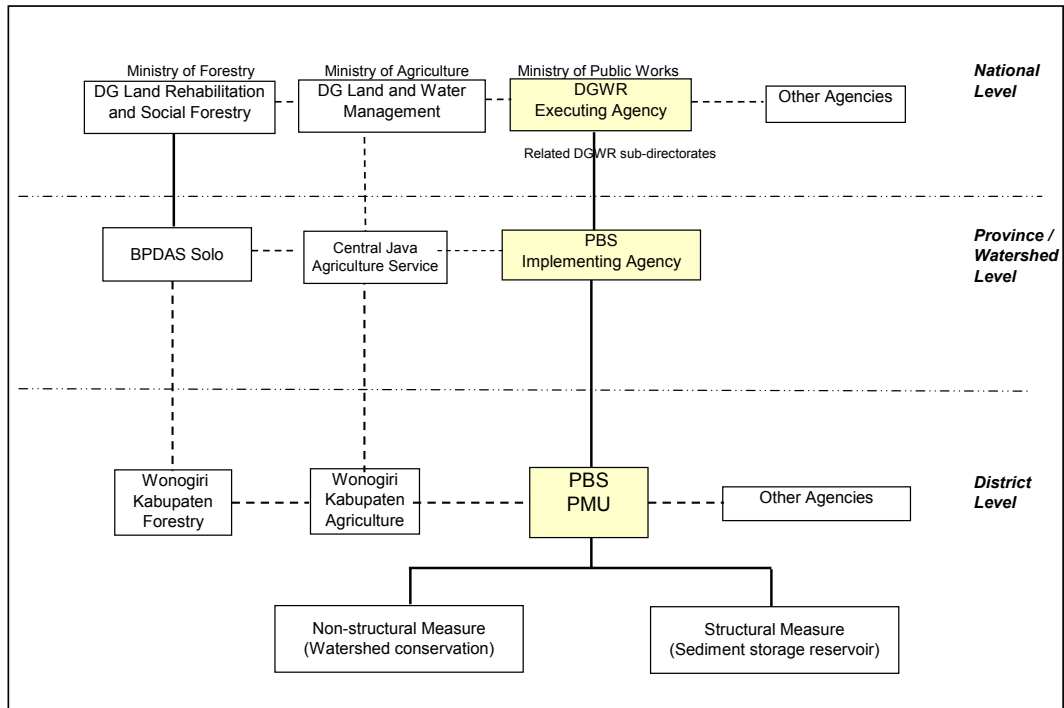 Ministry of Forestry
Ministry of Agriculture
Ministry of Public Works
DG Land Rehabilitation
and Social Forestry
DG Land and Water
Management
DGWR
Executing Agency
Other Agencies
National
Level
Related DGWR sub-directorates
BPDAS Solo
Central Java
Agriculture Service
PBS
Implementing Agency
Province /
Watershed
Level
Wonogiri
Kabupaten
Forestry
Wonogiri
Kabupaten
Agriculture
PBS
PMU
Other Agencies
District
Level
Non-structural Measure
(Watershed conservation)
Structural Measure
(Sediment storage reservoir)